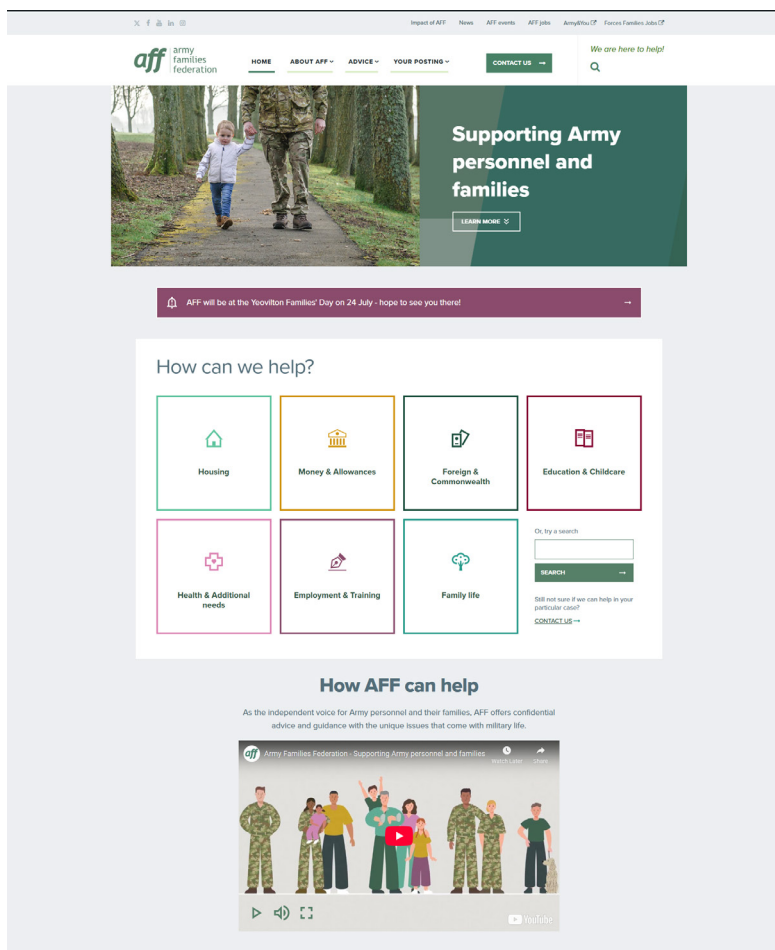 Impact of AFF News AFF events AFF jobs Army&You Forces Families Jobs
We are here to help!
aff army
families
federation
HOME ABOUT AFF ADVICE YOUR POSTING CONTACT US →
Supporting Army
personnel and
families
LEARN MORE
AFF will be at the Yeovilton Families' Day on 24 July - hope to see you there! →
How can we help?
Housing
Money & Allowances
Foreign &
Commonwealth
Education & Childcare
Health & Additional
needs
Employment & Training
Family life
Or, try a search
SEARCH →
Still not sure if we can help in your
particular case?
CONTACT US →
How AFF can help
As the independent voice for Army personnel and their families, AFF offers confidential
advice and guidance with the unique issues that come with military life.
aff Army Families Federation - Supporting Army personnel and families
Watch Later Share
YouTube